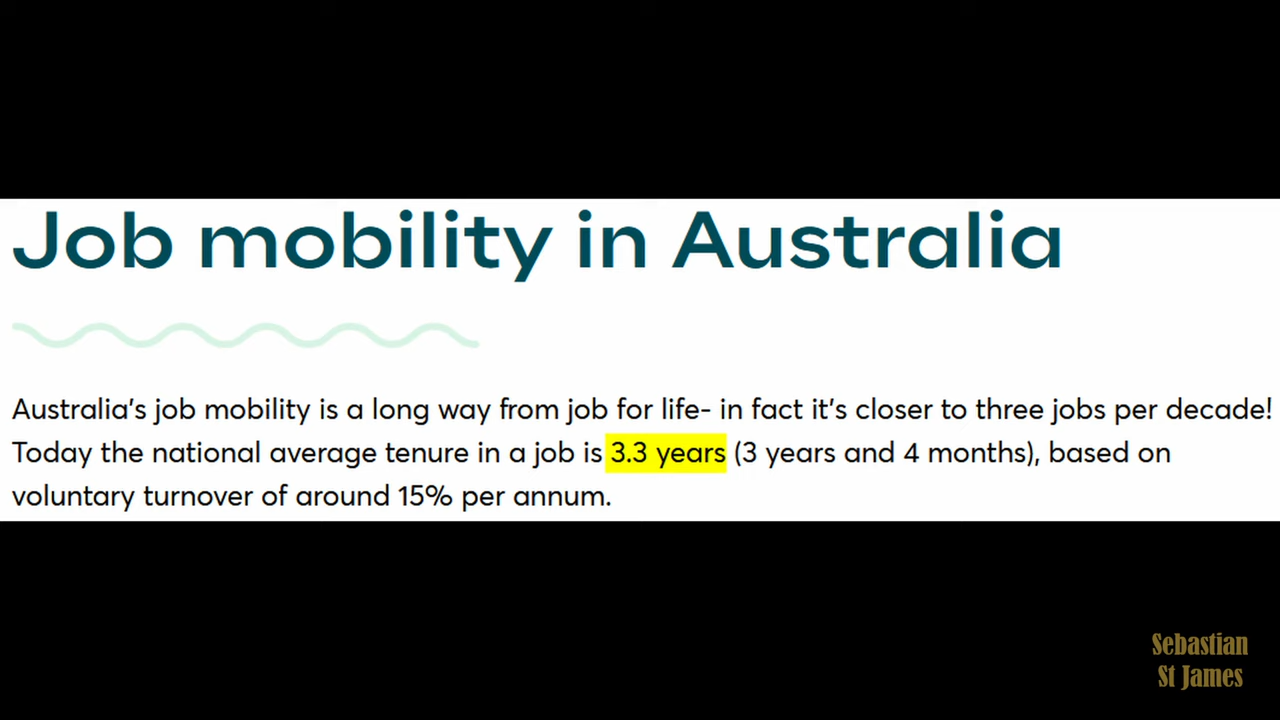 Job mobility in Australia
Australia's job mobility is a long way from job for life- in fact it's closer to three jobs per decade!
Today the national average tenure in a job is 3.3 years (3 years and 4 months), based on
voluntary turnover of around 15% per annum.
Sebastian
St James